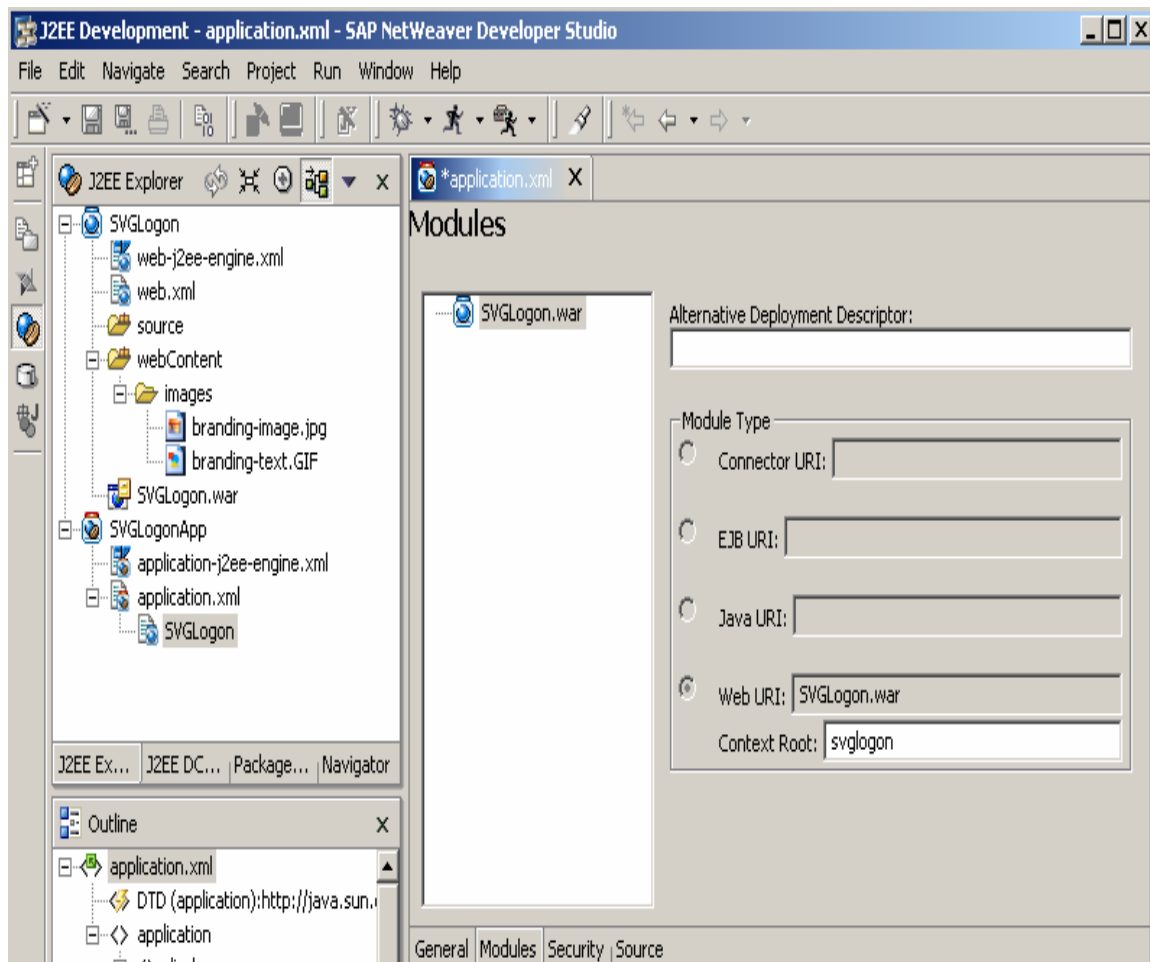 J2EE Development - application.xml - SAP NetWeaver Developer Studio
File Edit Navigate Search Project Run Window Help
J2EE Explorer
SVGLogon
web-j2ee-engine.xml
web.xml
source
webContent
images
branding-image.jpg
branding-text.GIF
SVGLogon.war
SVGLogonApp
application-j2ee-engine.xml
application.xml
SVGLogon
J2EE Ex... J2EE DC... Package... Navigator
Outline
application.xml
DTD (application):http://java.sun.
application
*application.xml
Modules
SVGLogon.war
Alternative Deployment Descriptor:
Module Type
Connector URI:
EJB URI:
Java URI:
Web URI: SVGLogon.war
Context Root: svglogon
General Modules Security Source